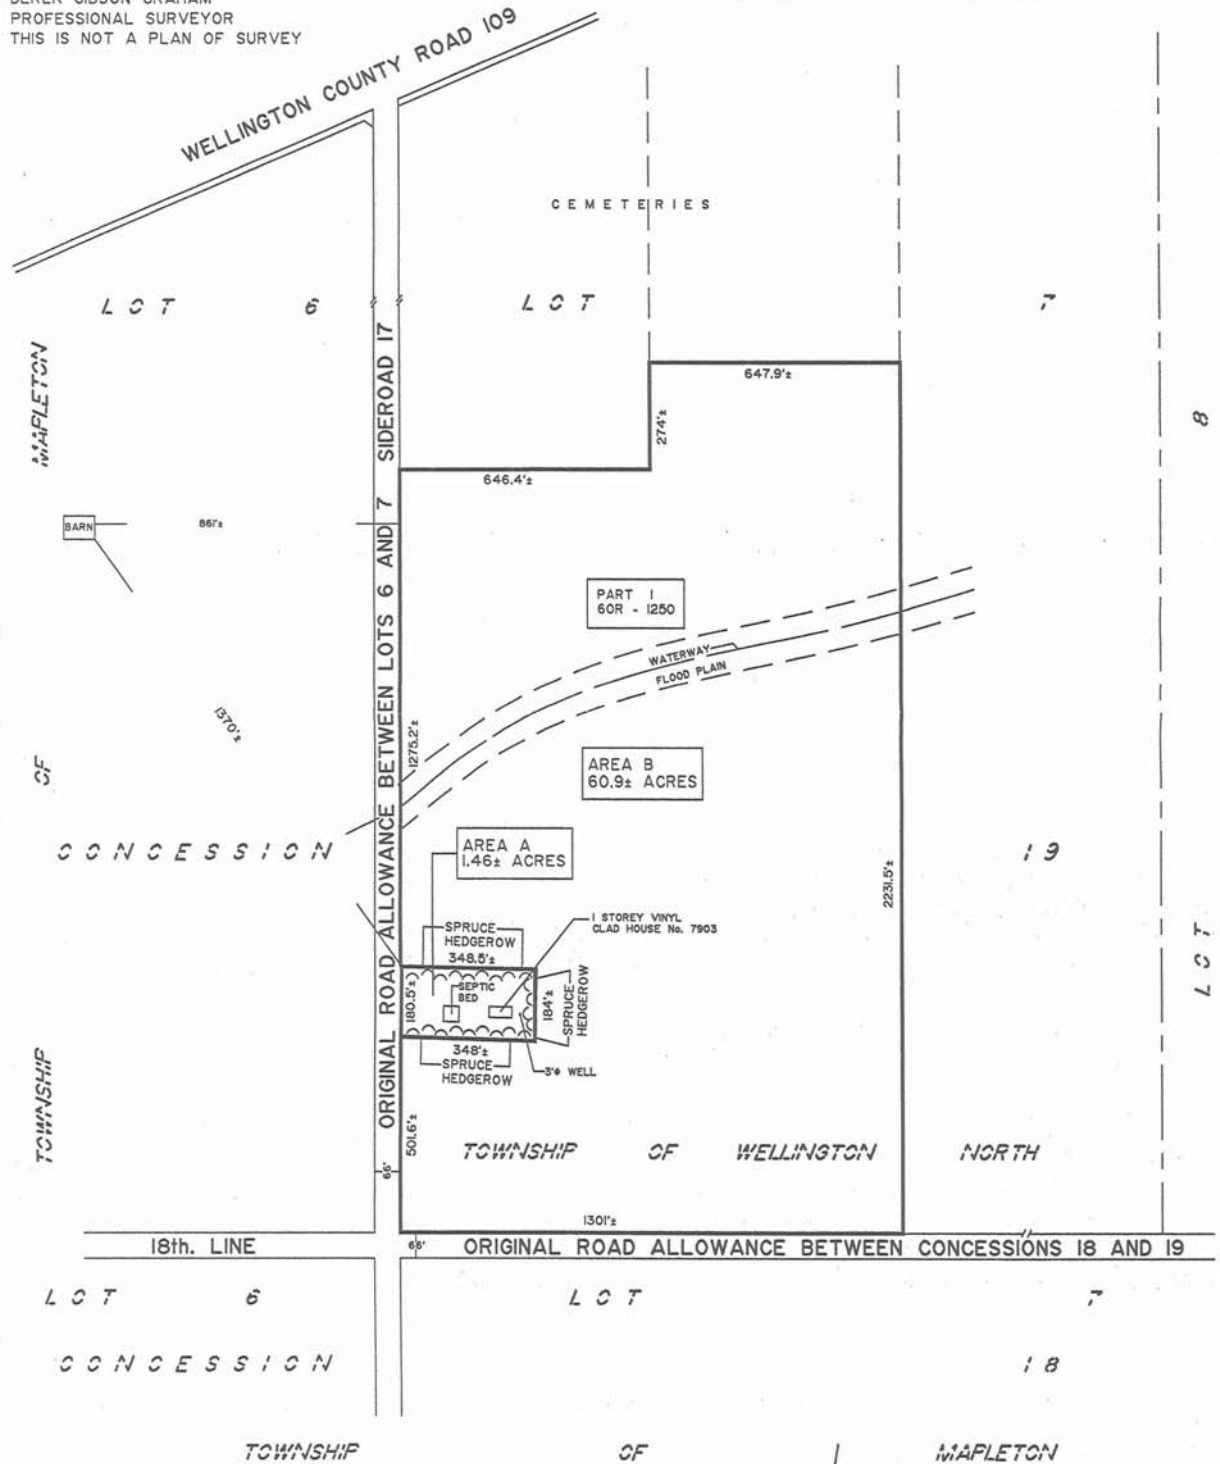 PROFESSIONAL SURVEYOR
THIS IS NOT A PLAN OF SURVEY
WELLINGTON COUNTY ROAD 109
CEMETERIES
LOT 6
LOT 7
SIDEROAD 17
647.9'±
274'±
646.4'±
MAPLETON
8
BARN
861'±
PART 1
60R - 1250
WATERWAY
FLOOD PLAIN
1370'±
1275.2'±
ORIGINAL ROAD ALLOWANCE BETWEEN LOTS 6 AND 7
OF
AREA B
60.9± ACRES
CONCESSION 19
AREA A
1.46± ACRES
2231.5'±
1 STOREY VINYL
CLAD HOUSE No. 7903
SPRUCE
HEDGEROW
348.5'±
LOT
180.5'±
SEPTIC
BED
184'±
SPRUCE
HEDGEROW
348'±
SPRUCE
HEDGEROW
3'ø WELL
TOWNSHIP
501.6'±
TOWNSHIP OF WELLINGTON NORTH
66'
1301'±
18th. LINE
66'
ORIGINAL ROAD ALLOWANCE BETWEEN CONCESSIONS 18 AND 19
LOT 6
LOT 7
CONCESSION 18
TOWNSHIP OF MAPLETON